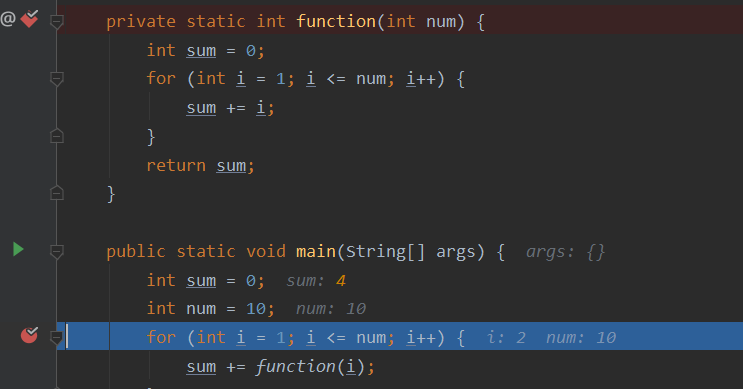 @ private static int function(int num) {
int sum = 0;
for (int i = 1; i <= num; i++) {
sum += i;
}
return sum;
}
public static void main(String[] args) { args: {}
int sum = 0; sum: 4
int num = 10; num: 10
for (int i = 1; i <= num; i++) { i: 2 num: 10
sum += function(i);